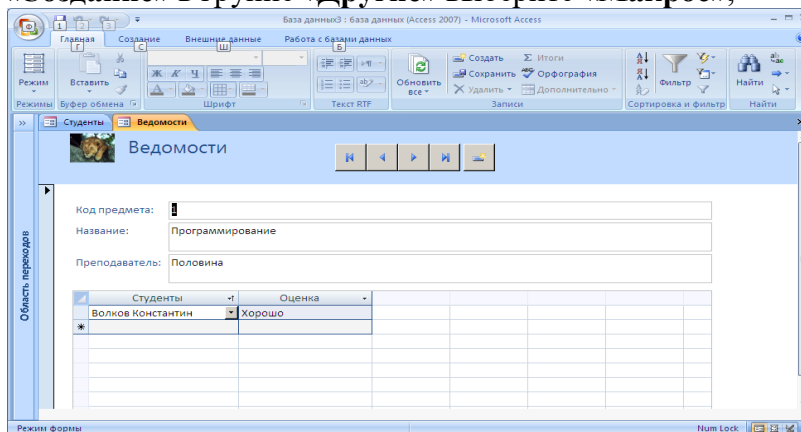 «Создание» в группе «Другие» Выберите «Макрос»,
База данных3 : база данных (Access 2007) - Microsoft Access
1 2 3
Главная Создание Внешние данные Работа с базами данных
Г С Ш Б
Режим
Вставить
Ж К Ч
Обновить все
Создать
Сохранить
Удалить
Σ Итоги
Орфография
Дополнительно
Фильтр
Найти
Режимы Буфер обмена Шрифт Текст RTF Записи Сортировка и фильтр Найти
Студенты Ведомости
Область переходов
Ведомости
Код предмета: 1
Название: Программирование
Преподаватель: Половина
Студенты Оценка
Волков Константин Хорошо
Режим формы Num Lock